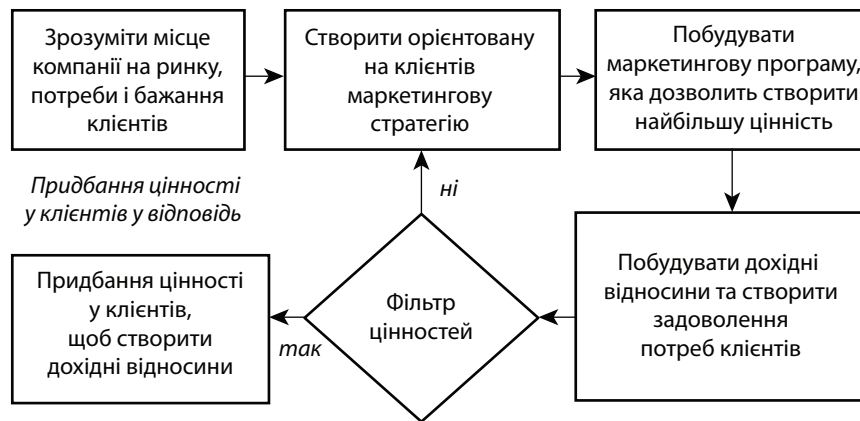 Зрозуміти місце
компанії на ринку,
потреби і бажання
клієнтів
Створити орієнтовану
на клієнтів
маркетингову
стратегію
Побудувати
маркетингову програму,
яка дозволить створити
найбільшу цінність
Придбання цінності
у клієнтів у відповідь
ні
Придбання цінності
у клієнтів,
щоб створити
дохідні відносини
так
Фільтр
цінностей
Побудувати дохідні
відносини та створити
задоволення
потреб клієнтів